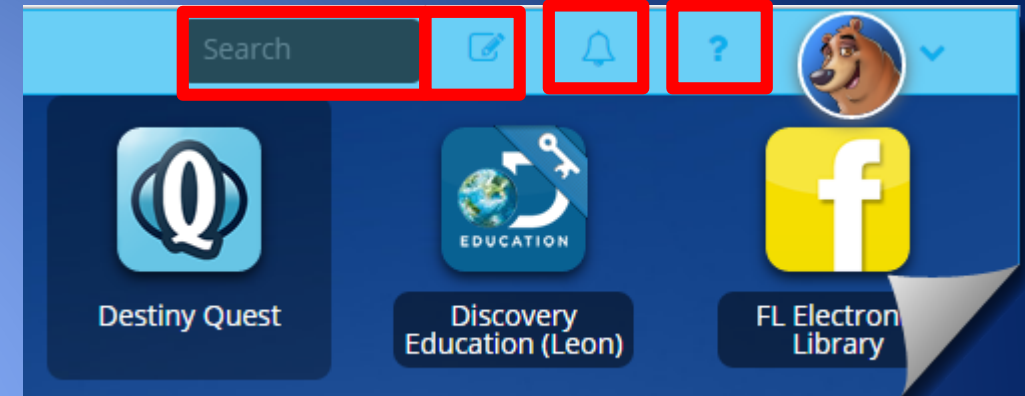 Search
?
Q
EDUCATION
f
Destiny Quest
Discovery
Education (Leon)
FL Electron
Library